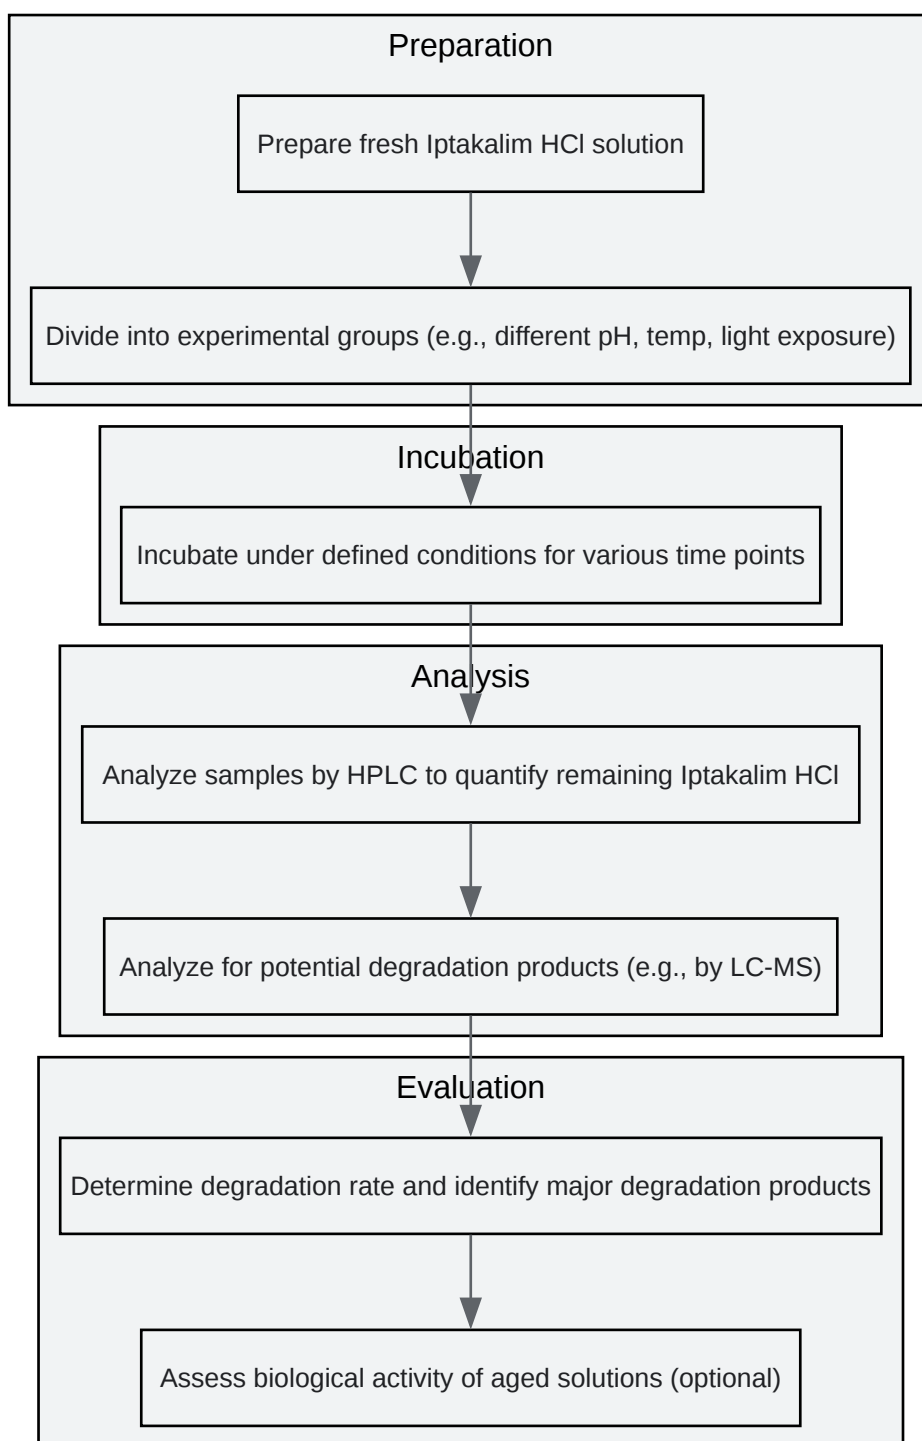 Preparation
Prepare fresh Iptakalim HCl solution
Divide into experimental groups (e.g., different pH, temp, light exposure)
Incubation
Incubate under defined conditions for various time points
Analysis
Analyze samples by HPLC to quantify remaining Iptakalim HCl
Analyze for potential degradation products (e.g., by LC-MS)
Evaluation
Determine degradation rate and identify major degradation products
Assess biological activity of aged solutions (optional)